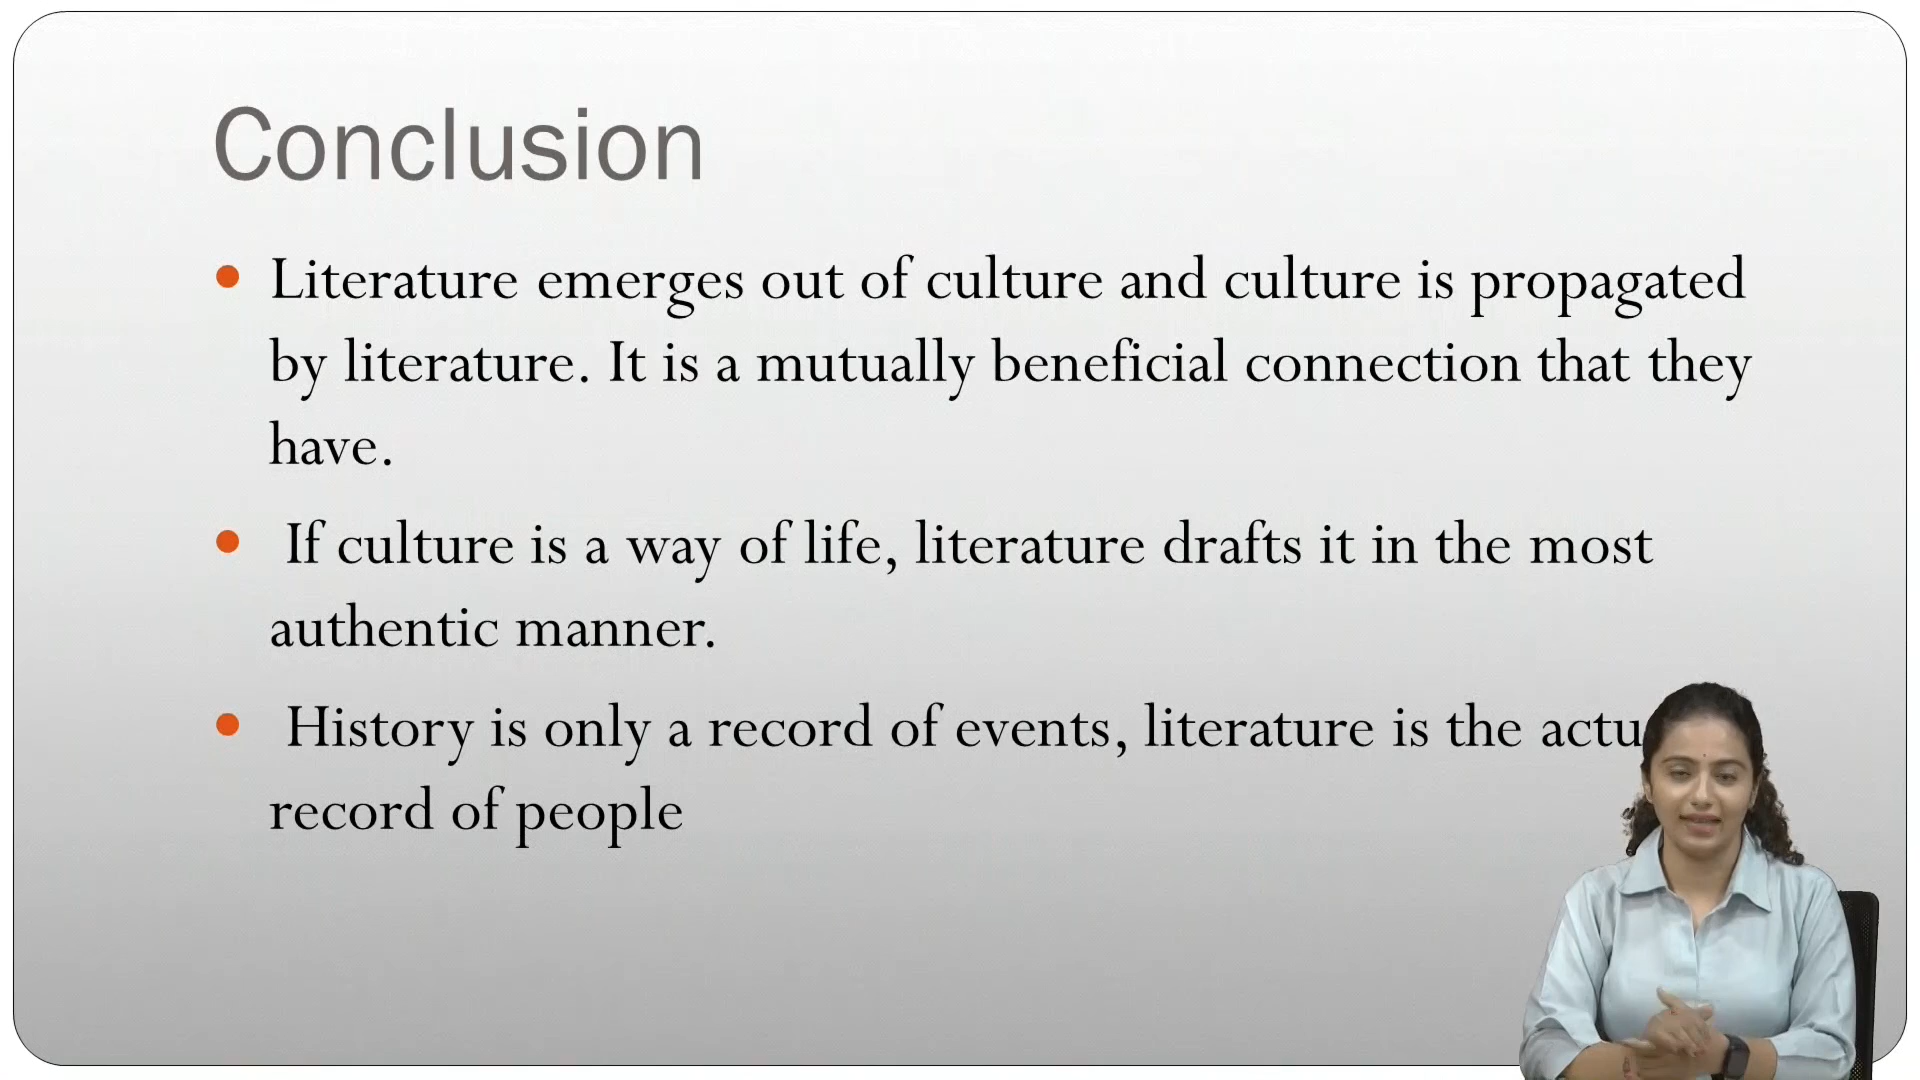 Conclusion
Literature emerges out of culture and culture is propagated
by literature. It is a mutually beneficial connection that they
have.
If culture is a way of life, literature drafts it in the most
authentic manner.
History is only a record of events, literature is the
record of people